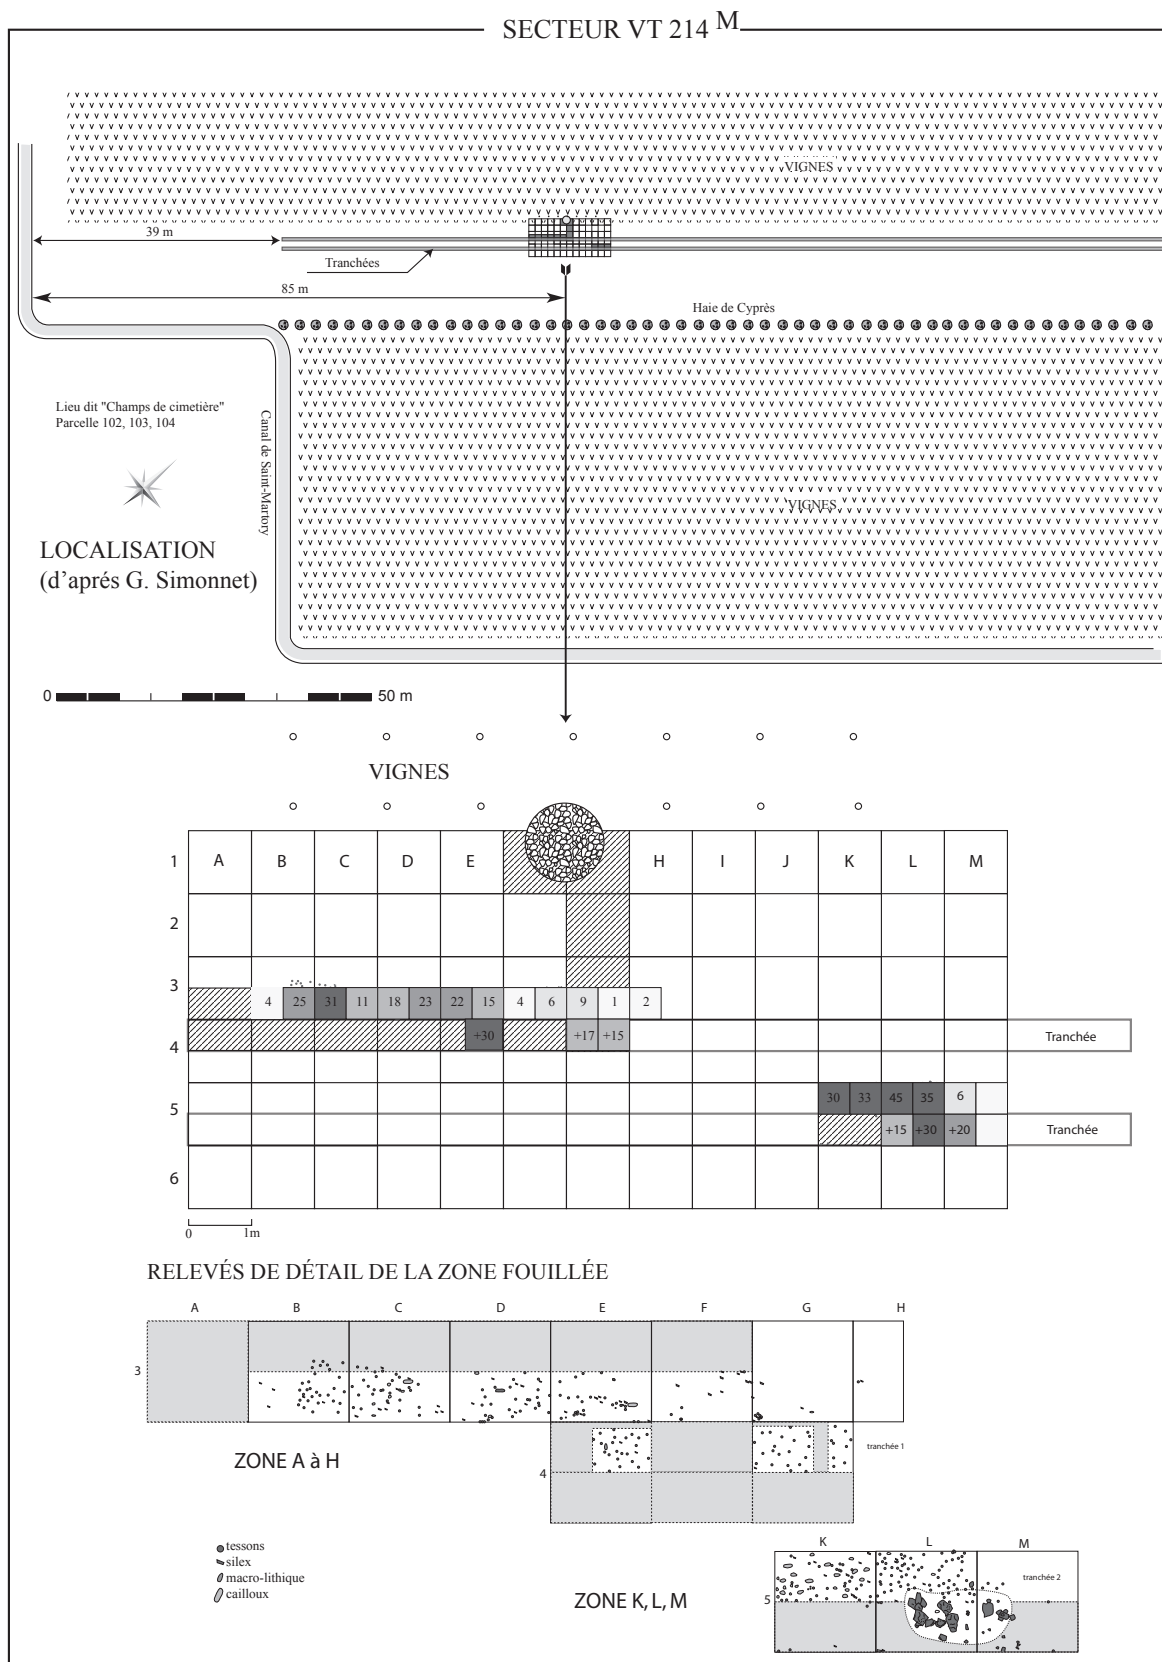 SECTEUR VT 214 M
VIGNES
39 m
Tranchées
85 m
Haie de Cyprès
Lieu dit "Champs de cimetière"
Parcelle 102, 103, 104
Canal de Saint-Martory
VIGNES
LOCALISATION
(d'aprés G. Simonnet)
0 50 m
VIGNES
1 A B C D E H I J K L M
2
3
4 25 31 11 18 23 22 15 4 6 9 1 2
+30 +17 +15 Tranchée
4
30 33 45 35 6
5
+15 +30 +20 Tranchée
6
0 1m
RELEVÉS DE DÉTAIL DE LA ZONE FOUILLÉE
A B C D E F G H
3
ZONE A à H
tranchée 1
4
tessons
silex
macro-lithique
cailloux
K L M
tranchée 2
5
ZONE K, L, M